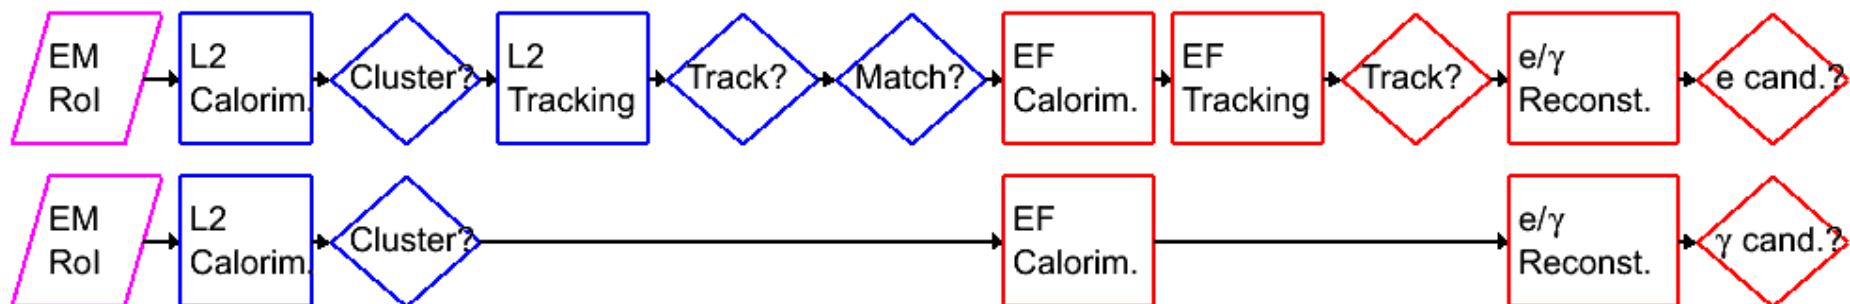 EM
RoI
L2
Calorim.
Cluster?
L2
Tracking
Track?
Match?
EF
Calorim.
EF
Tracking
Track?
e/γ
Reconst.
e cand.?
EM
RoI
L2
Calorim.
Cluster?
EF
Calorim.
e/γ
Reconst.
γ cand.?